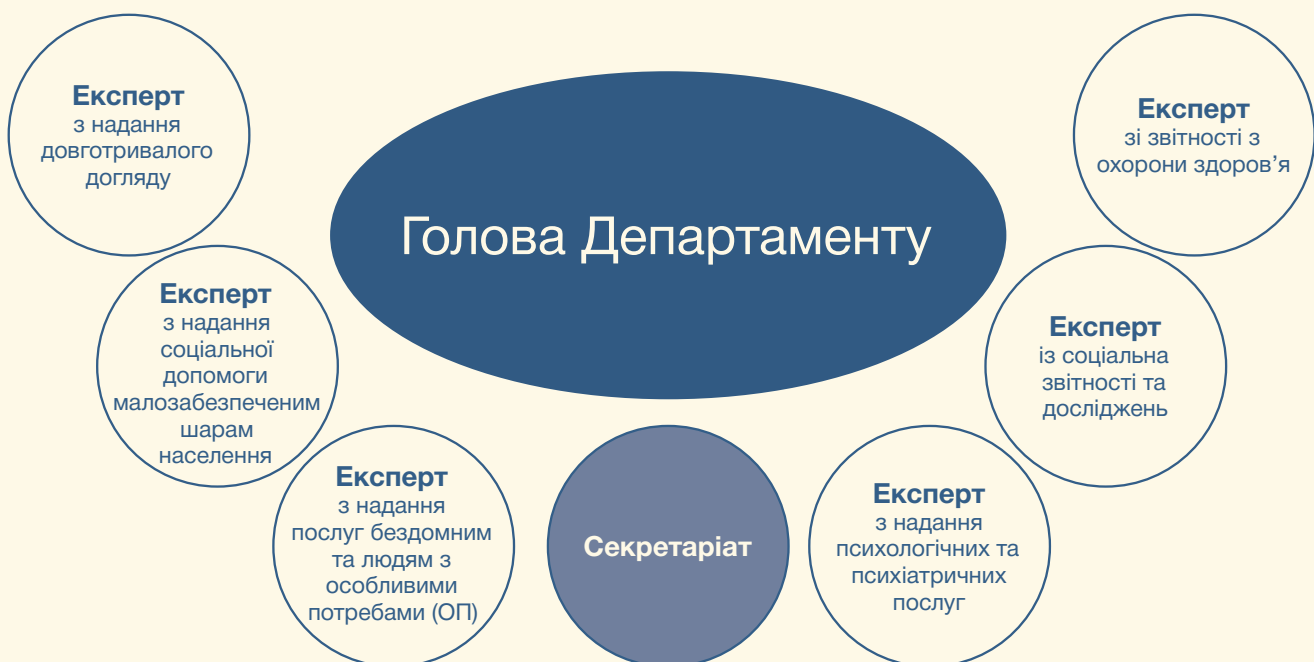 Експерт
з надання
довготривалого
догляду
Голова Департаменту
Експерт
зі звітності з
охорони здоров’я
Експерт
з надання
соціальної
допомоги
малозабезпеченим
шарам
населення
Експерт
із соціальна
звітності та
досліджень
Експерт
з надання
послуг бездомним
та людям з
особливими
потребами (ОП)
Секретаріат
Експерт
з надання
психологічних та
психіатричних
послуг